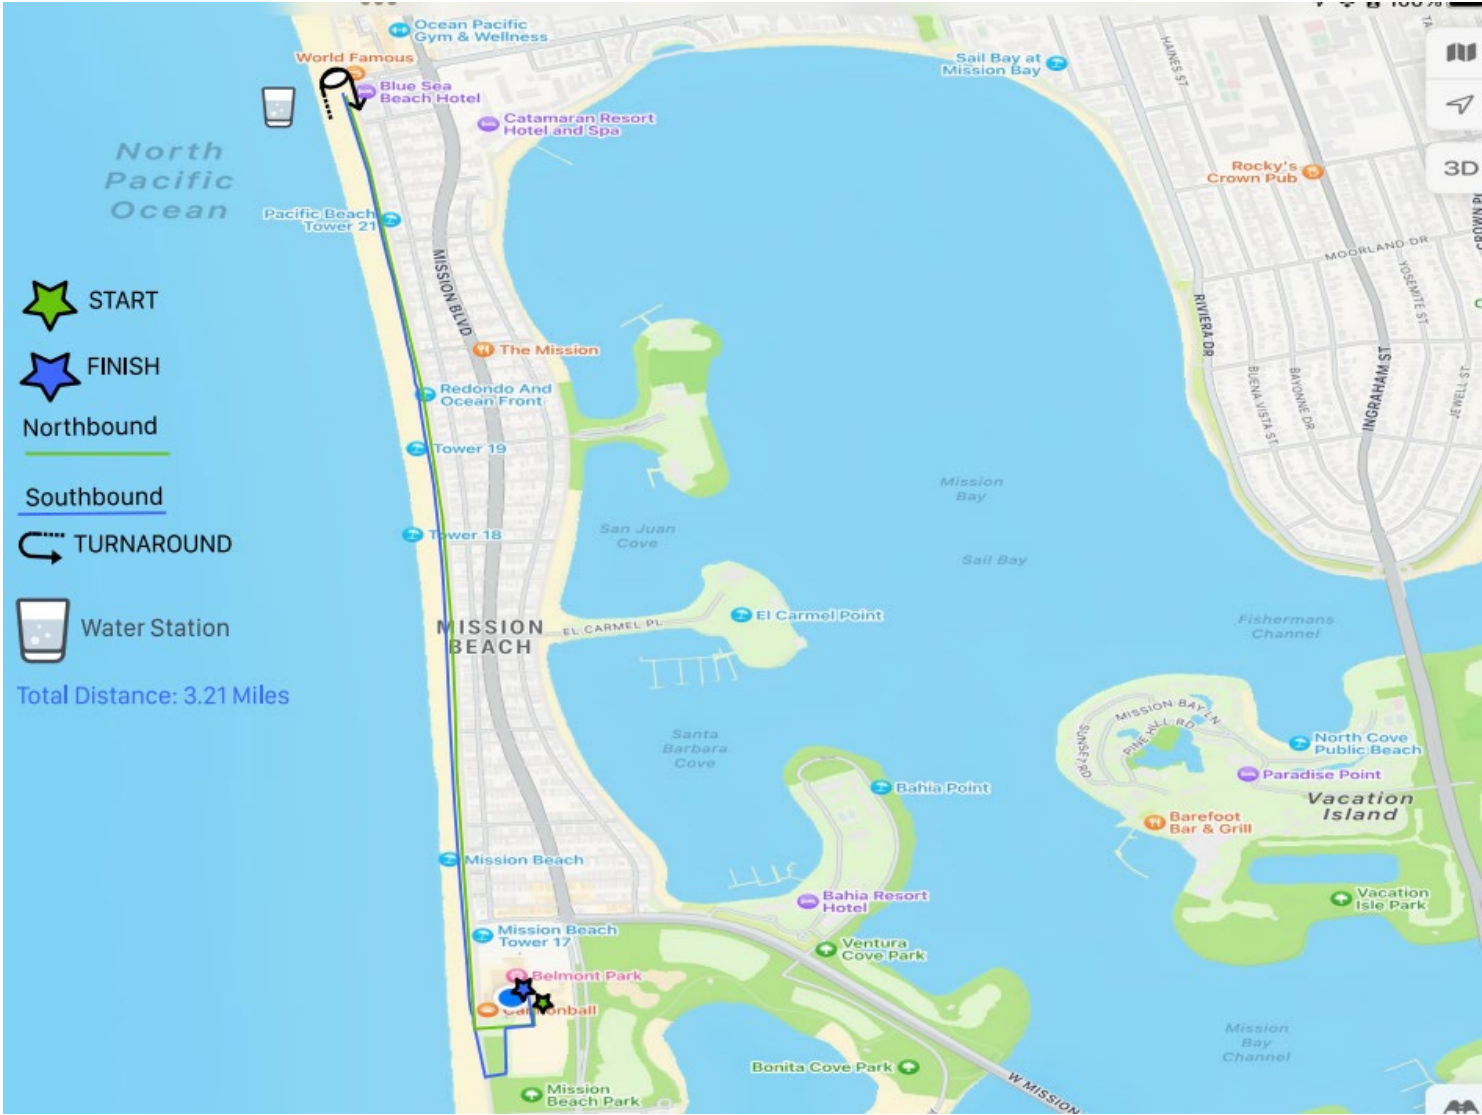 Ocean Pacific
Gym & Wellness
World Famous
Blue Sea
Beach Hotel
Catamaran Resort
Hotel and Spa
Sail Bay at
Mission Bay
HAINES ST
3D
Rocky's
Crown Pub
North
Pacific
Ocean
Pacific Beach
Tower 21
MISSION BLVD
MOORLAND DR
YOSEMITE ST
RIVIERA DR
START
FINISH
The Mission
Redondo And
Ocean Front
BUENA VISTA ST
BAYONNE DR
INGRAHAM ST
JEWELL ST
Northbound
Tower 19
Southbound
Mission
Bay
TURNAROUND
Tower 18
San Juan
Cove
Sail Bay
Water Station
MISSION
BEACH
EL CARMEL PL
El Carmel Point
Fishermans
Channel
Total Distance: 3.21 Miles
Santa
Barbara
Cove
MISSION BAY LN
PINE HILL RD
SUNSET RD
North Cove
Public Beach
Paradise Point
Bahia Point
Vacation
Island
Barefoot
Bar & Grill
Mission Beach
Bahia Resort
Hotel
Vacation
Isle Park
Mission Beach
Tower 17
Ventura
Cove Park
Belmont Park
Cannonball
Mission
Bay
Channel
Bonita Cove Park
W MISSION
Mission
Beach Park